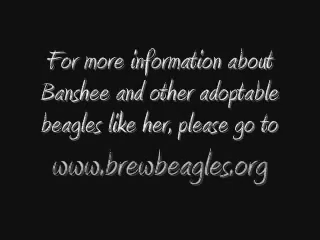 For more information about
Banshee and other adoptable
beagles like her, please go to
www.brewbeagles.org